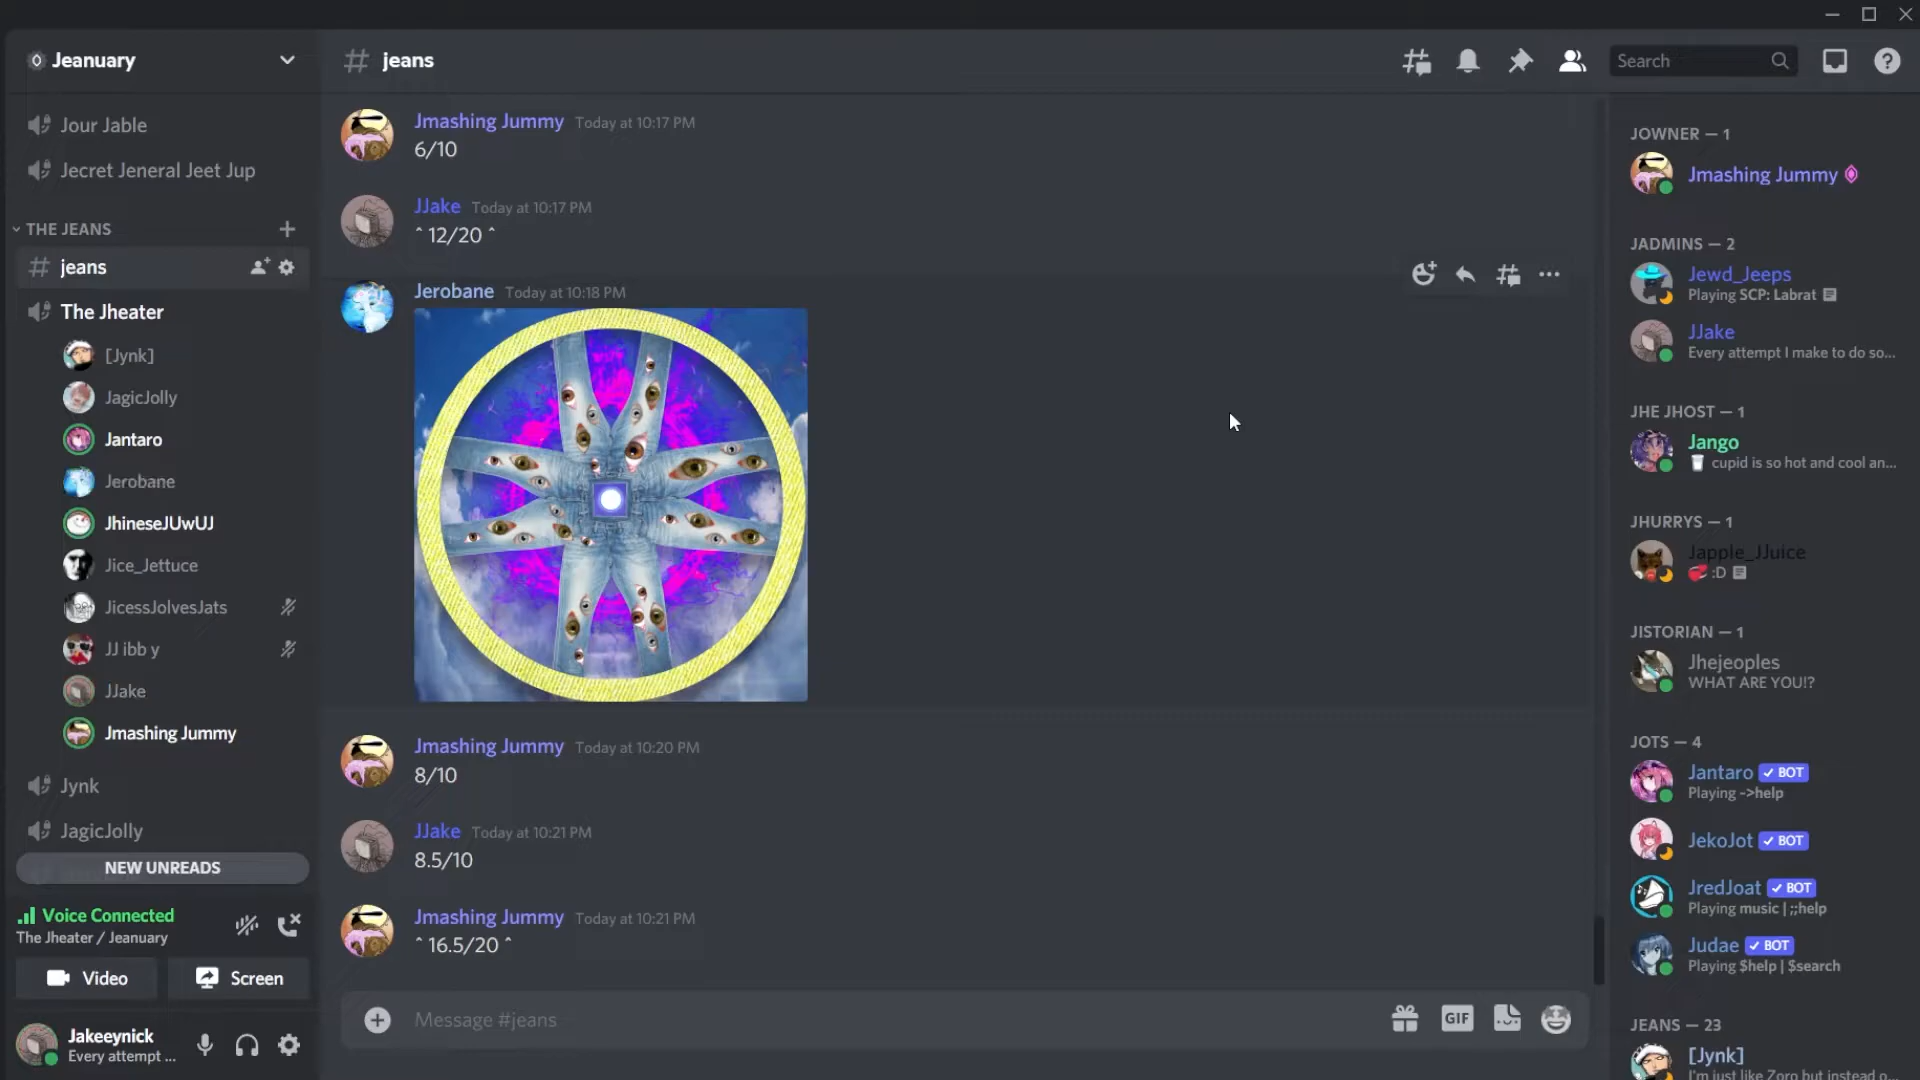 Jeanuary
Jour Jable
Jecret Jeneral Jeet Jup
THE JEANS
jeans
The Jheater
[Jynk]
JagicJolly
Jantaro
Jerobane
JhineseJUwUJ
Jice_Jettuce
JicessJolvesJats
JJ ibb y
JJake
Jmashing Jummy
Jynk
JagicJolly
NEW UNREADS
Voice Connected
The Jheater / Jeanuary
Video
Screen
Jakeeynick
Every attempt ...
# jeans
Search
Jmashing Jummy Today at 10:17 PM
6/10
JJake Today at 10:17 PM
^ 12/20 ^
Jerobane Today at 10:18 PM
Jmashing Jummy Today at 10:20 PM
8/10
JJake Today at 10:21 PM
8.5/10
Jmashing Jummy Today at 10:21 PM
^ 16.5/20 ^
Message #jeans
GIF
JOWNER — 1
Jmashing Jummy
JADMINS — 2
Jewd_Jeeps
Playing SCP: Labrat
JJake
Every attempt I make to do so...
JHE JHOST — 1
Jango
cupid is so hot and cool an...
JHURRYS — 1
Japple_JJuice
:D
JISTORIAN — 1
Jhejeoples
WHAT ARE YOU!?
JOTS — 4
Jantaro BOT
Playing ->help
JekoJot BOT
JredJoat BOT
Playing music | ;;help
Judae BOT
Playing $help | $search
JEANS — 23
[Jynk]
I'm just like Zoro but instead o...